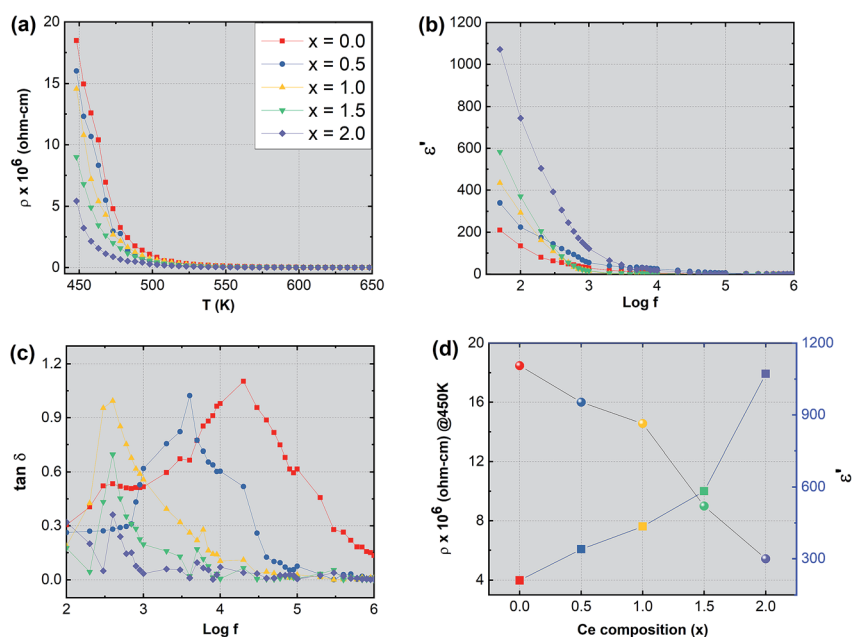 (a)
20
15
10
5
0
ρ x 10⁶ (ohm-cm)
450 500 550 600 650
T (K)
x = 0.0
x = 0.5
x = 1.0
x = 1.5
x = 2.0
(b)
1200
1000
800
600
400
200
0
ε'
2 3 4 5 6
Log f
(c)
1.2
0.9
0.6
0.3
0.0
tan δ
2 3 4 5 6
Log f
(d)
20
16
12
8
4
ρ x 10⁶ (ohm-cm) @450K
0.0 0.5 1.0 1.5 2.0
Ce composition (x)
1200
900
600
300
ε'